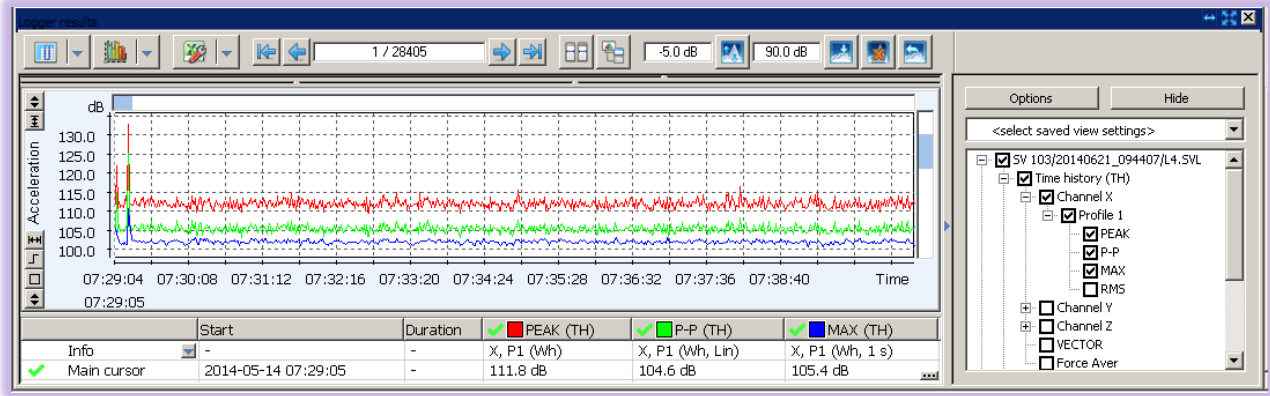 Logger results
1 / 28405
-5.0 dB
90.0 dB
Options
Hide
<select saved view settings>
dB
130.0
125.0
120.0
115.0
110.0
105.0
100.0
Acceleration
07:29:04 07:30:08 07:31:12 07:32:16 07:33:20 07:34:24 07:35:28 07:36:32 07:37:36 07:38:40 Time
07:29:05
SV 103/20140621_094407/L4.SVL
Time history (TH)
Channel X
Profile 1
PEAK
P-P
MAX
RMS
Channel Y
Channel Z
VECTOR
Force Aver
Start Duration PEAK (TH) P-P (TH) MAX (TH)
Info - - X, P1 (Wh) X, P1 (Wh, Lin) X, P1 (Wh, 1 s)
Main cursor 2014-05-14 07:29:05 - 111.8 dB 104.6 dB 105.4 dB ...